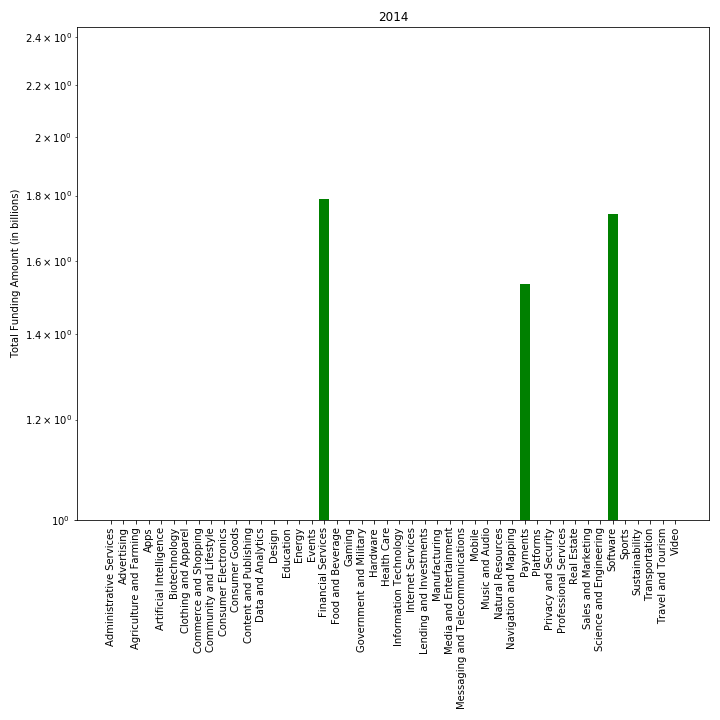 2014
Total Funding Amount (in billions)
2.4 × 10⁰
2.2 × 10⁰
2 × 10⁰
1.8 × 10⁰
1.6 × 10⁰
1.4 × 10⁰
1.2 × 10⁰
10⁰
Administrative Services
Advertising
Agriculture and Farming
Apps
Artificial Intelligence
Biotechnology
Clothing and Apparel
Commerce and Shopping
Community and Lifestyle
Consumer Electronics
Consumer Goods
Content and Publishing
Data and Analytics
Design
Education
Energy
Events
Financial Services
Food and Beverage
Gaming
Government and Military
Hardware
Health Care
Information Technology
Internet Services
Lending and Investments
Manufacturing
Media and Entertainment
Messaging and Telecommunications
Mobile
Music and Audio
Natural Resources
Navigation and Mapping
Payments
Platforms
Privacy and Security
Professional Services
Real Estate
Sales and Marketing
Science and Engineering
Software
Sports
Sustainability
Transportation
Travel and Tourism
Video